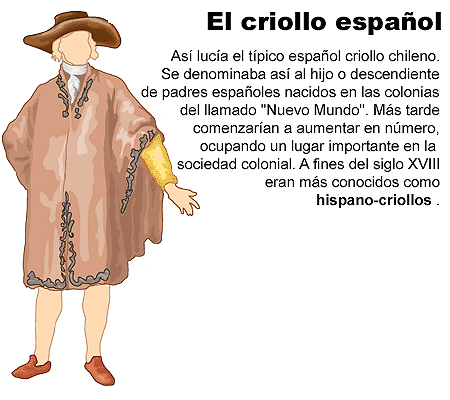 El criollo español
Así lucía el típico español criollo chileno.
Se denominaba así al hijo o descendiente
de padres españoles nacidos en las colonias
del llamado "Nuevo Mundo". Más tarde
comenzarían a aumentar en número,
ocupando un lugar importante en la
sociedad colonial. A fines del siglo XVIII
eran más conocidos como
hispano-criollos .